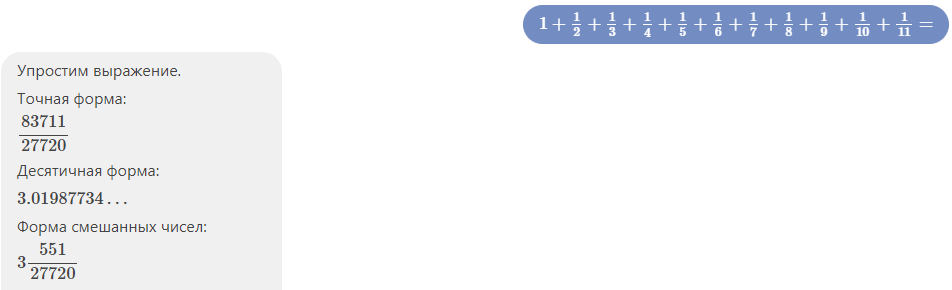 1 + 1/2 + 1/3 + 1/4 + 1/5 + 1/6 + 1/7 + 1/8 + 1/9 + 1/10 + 1/11 =
Упростим выражение.
Точная форма:
83711
27720
Десятичная форма:
3.01987734...
Форма смешанных чисел:
3 551/27720